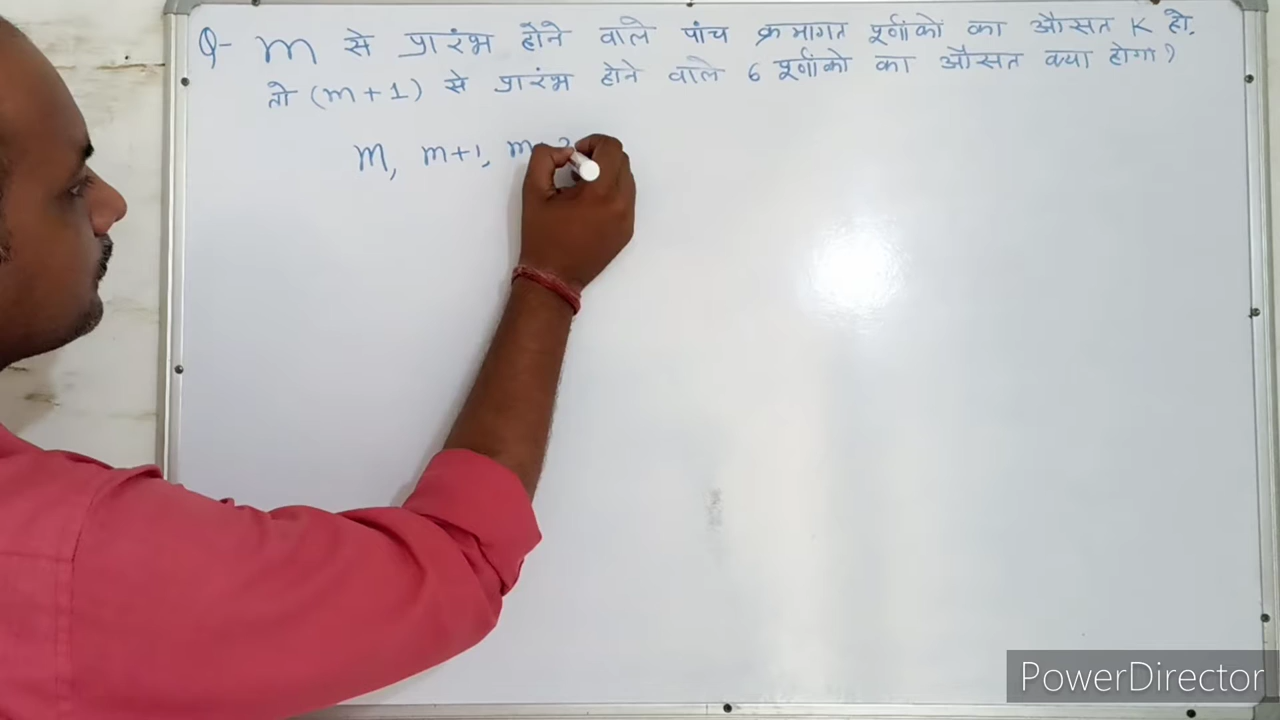 Q- m से प्रारंभ होने वाले पांच क्रमागत पूर्णांकों का औसत K हो.
तो (m+1) से प्रारंभ होने वाले 6 पूर्णांको का औसत क्या होगा?
m, m+1, m
PowerDirector